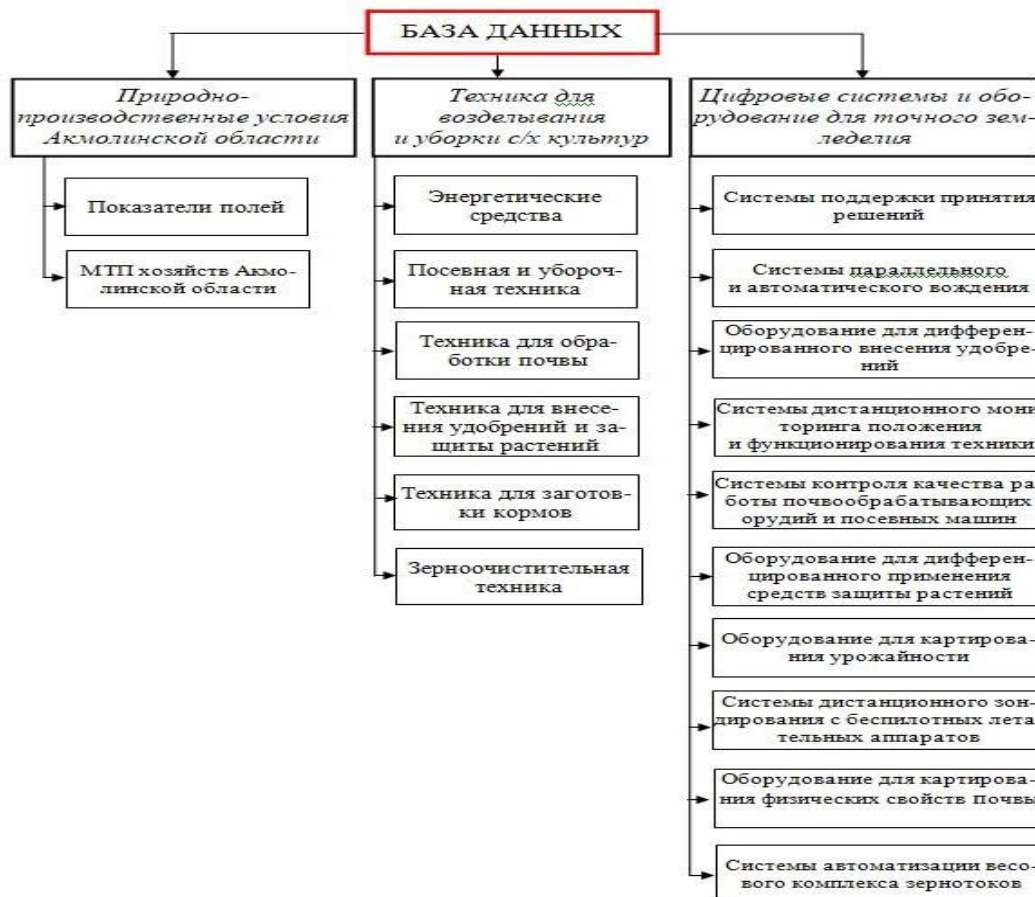 БАЗА ДАННЫХ
Природно-
производственные условия
Акмолинской области
Показатели полей
МТП хозяйств Акмо-
линской области
Техника для
возделывания
и уборки с/х культур
Энергетические
средства
Посевная и убороч-
ная техника
Техника для обра-
ботки почвы
Техника для внесе-
ния удобрений и за-
щиты растений
Техника для заготов-
ки кормов
Зерноочистительная
техника
Цифровые системы и обо-
рудование для точного зем-
леделия
Системы поддержки принятия
решений
Системы параллельного
и автоматического вождения
Оборудование для дифферен-
цированного внесения удобре-
ний
Системы дистанционного мони
торинга положения
и функционирования техники
Системы контроля качества ра
боты почвообрабатывающих
орудий и посевных машин
Оборудование для дифферен-
цированного применения
средств защиты растений
Оборудование для картирова-
ния урожайности
Системы дистанционного зон-
дирования с беспилотных лета
тельных аппаратов
Оборудование для картирова-
ния физических свойств Почвы
Системы автоматизации весо-
вого комплекса зернотоков